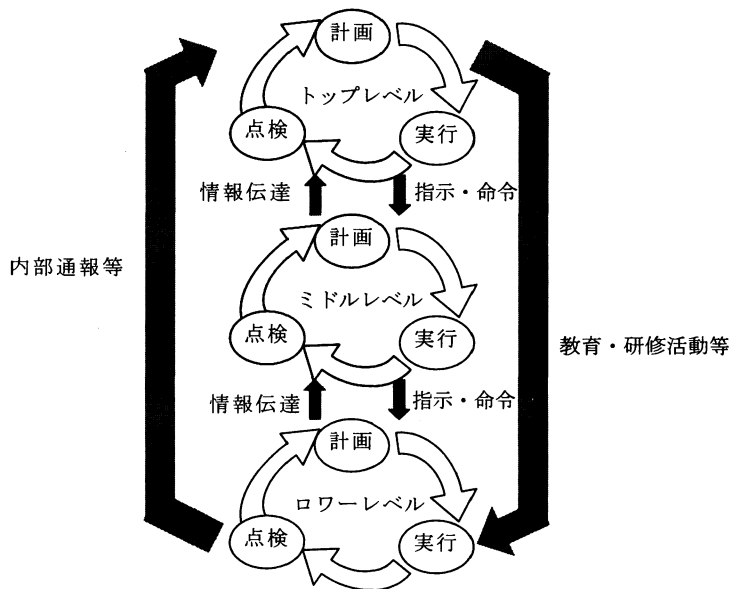 計画
トップレベル
点検
実行
情報伝達
指示・命令
計画
内部通報等
ミドルレベル
点検
実行
教育・研修活動等
情報伝達
指示・命令
計画
ロワーレベル
点検
実行